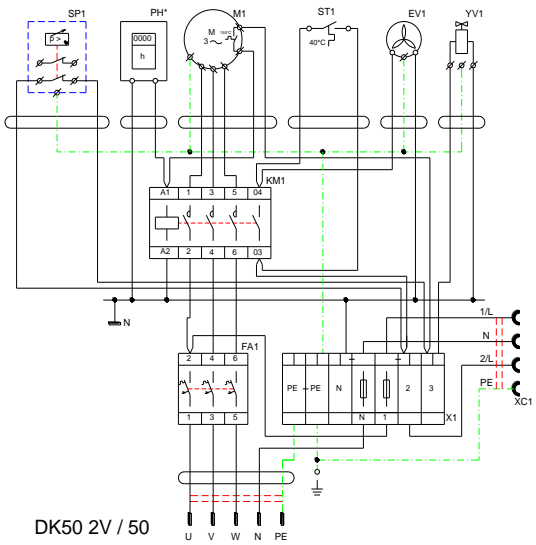 SP1 PH* M1 ST1 EV1 YV1
p >
0000
h
M 150°C
3
40°C
KM1
A1 1 3 5 04
A2 2 4 6 03
N
1/L
N
2/L
PE
XC1
FA1
2 4 6
1 3 5
PE PE N 2 3
N 1
X1
U V W N PE
DK50 2V / 50